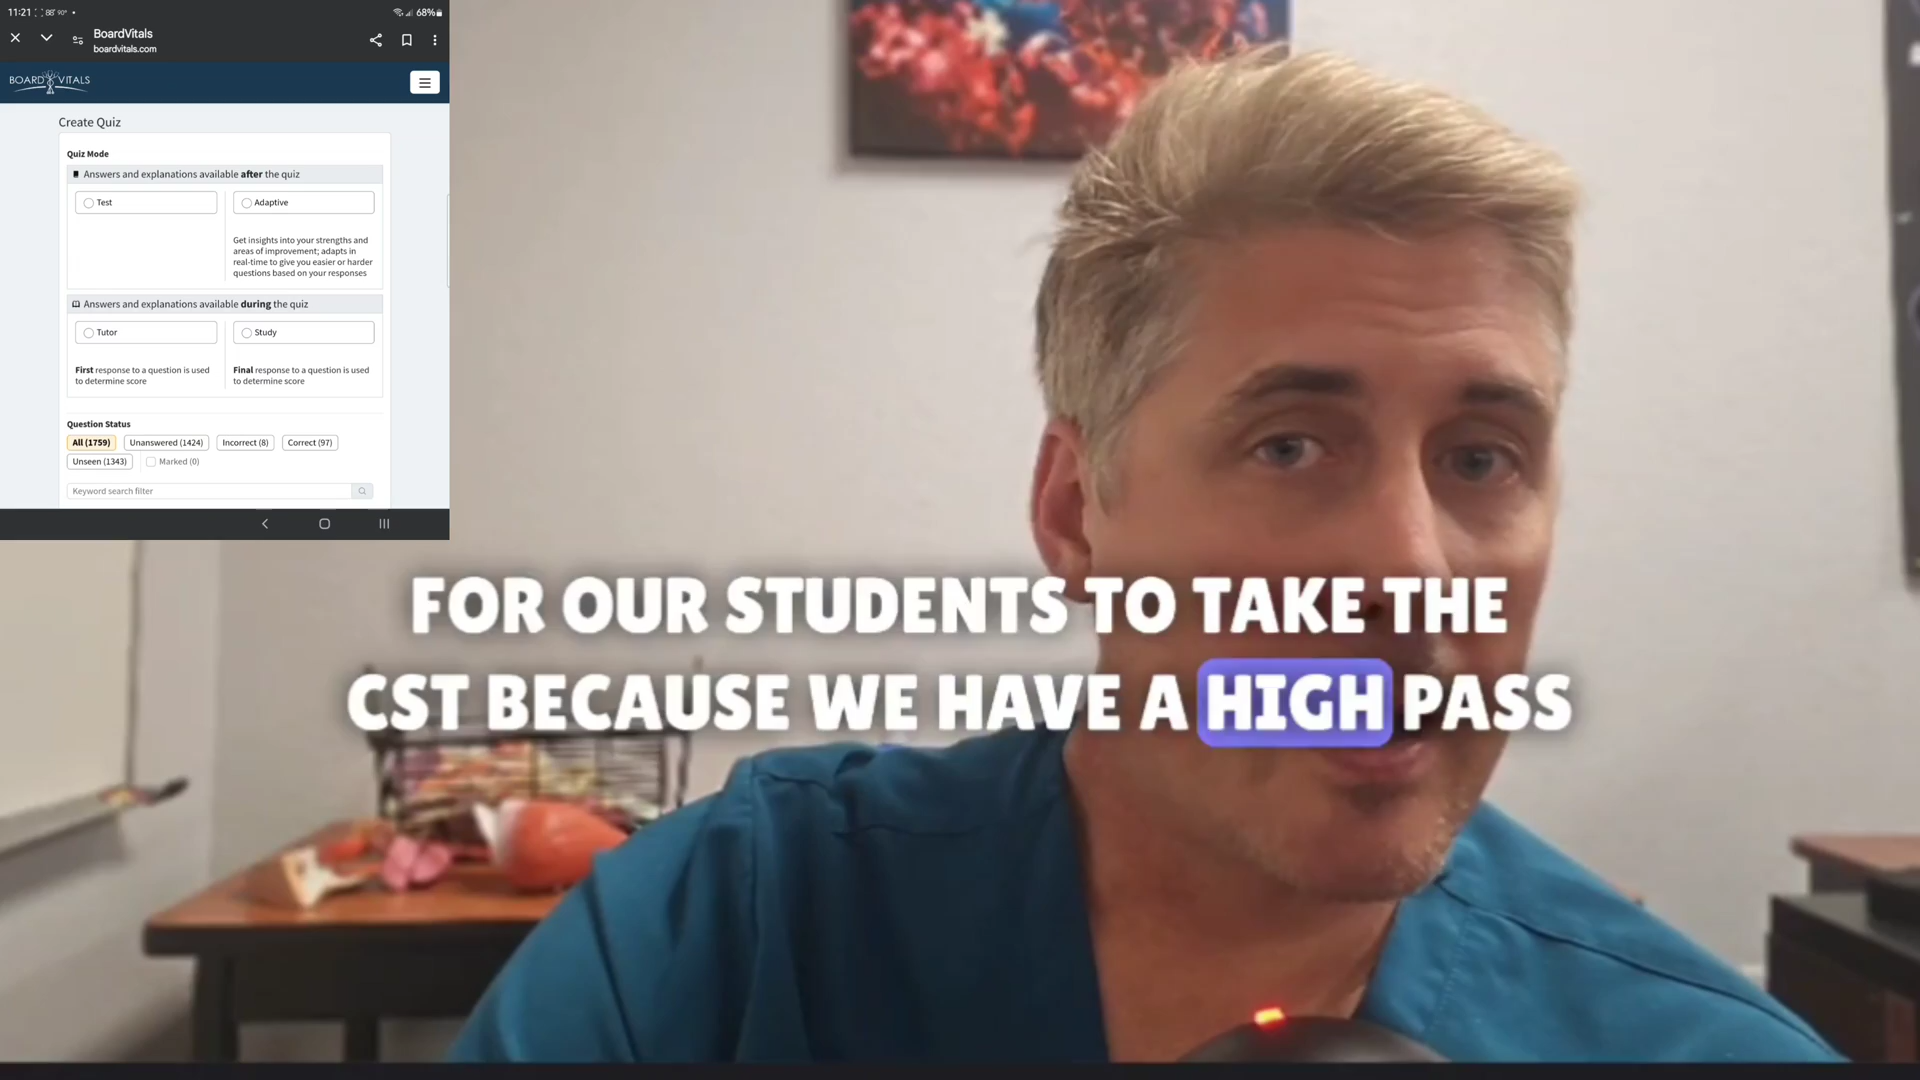 11:21 88° 90° 68%
BoardVitals
boardvitals.com
BOARD VITALS
Create Quiz
Quiz Mode
Answers and explanations available after the quiz
Test
Adaptive
Get insights into your strengths and
areas of improvement; adapts in
real-time to give you easier or harder
questions based on your responses
Answers and explanations available during the quiz
Tutor
Study
First response to a question is used
to determine score
Final response to a question is used
to determine score
Question Status
All (1759) Unanswered (1424) Incorrect (8) Correct (97)
Unseen (1343) Marked (0)
Keyword search filter
FOR OUR STUDENTS TO TAKE THE
CST BECAUSE WE HAVE A HIGH PASS